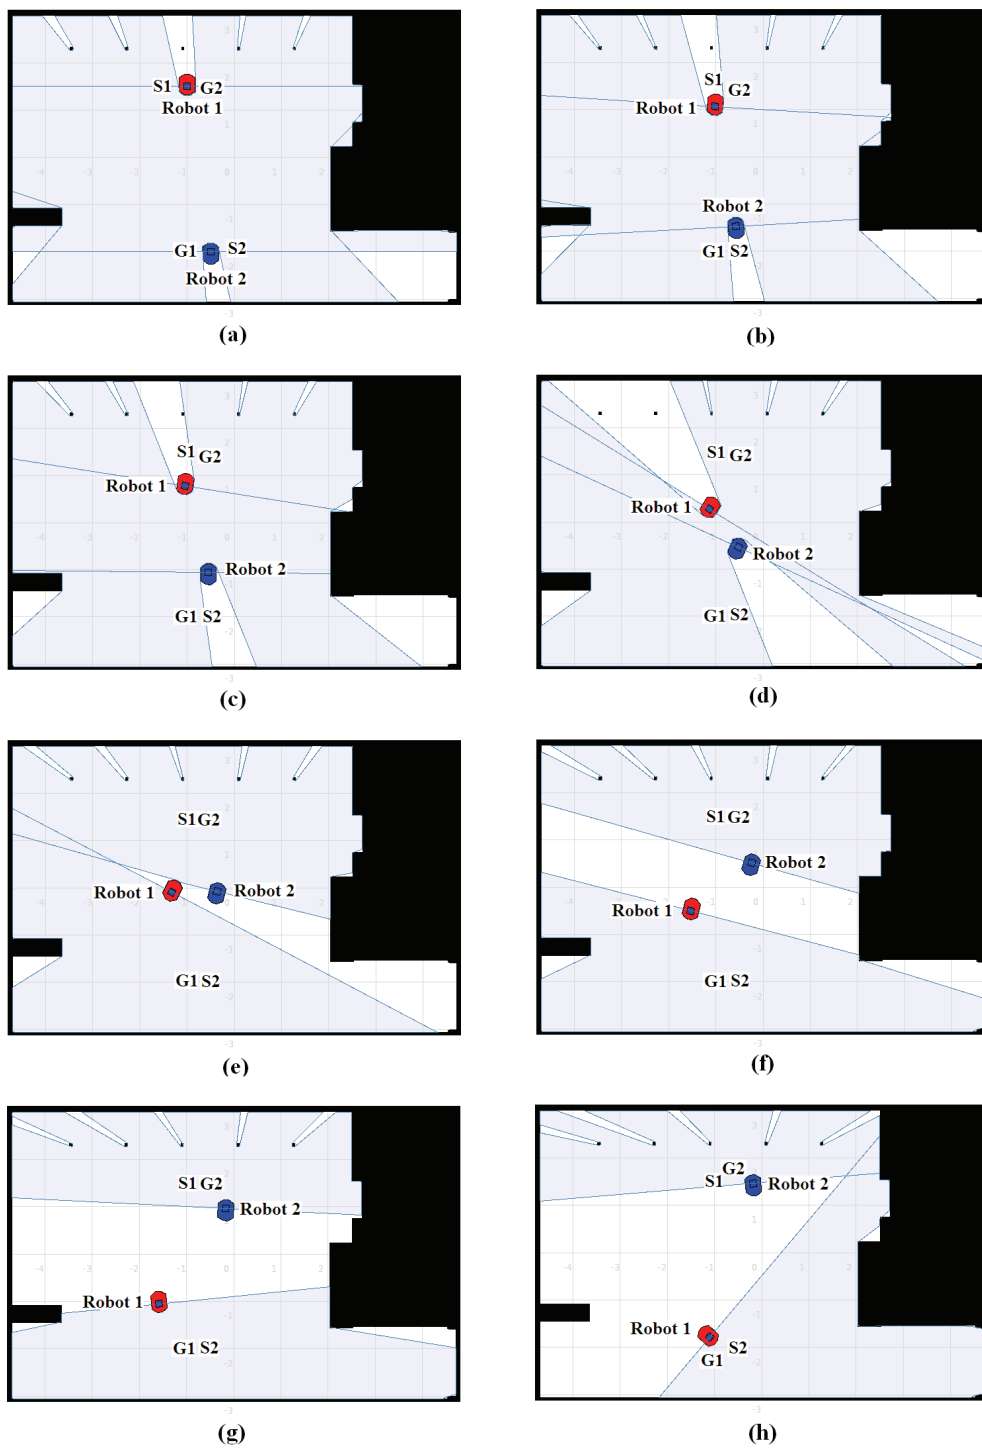 S1 G2
Robot 1
G1 S2
Robot 2
(a)
S1
G2
Robot 1
Robot 2
G1 S2
(b)
S1 G2
Robot 1
Robot 2
G1 S2
(c)
S1 G2
Robot 1
Robot 2
G1 S2
(d)
S1 G2
Robot 1 Robot 2
G1 S2
(e)
S1 G2
Robot 2
Robot 1
G1 S2
(f)
S1 G2
Robot 2
Robot 1
G1 S2
(g)
G2
S1 Robot 2
Robot 1
S2
G1
(h)